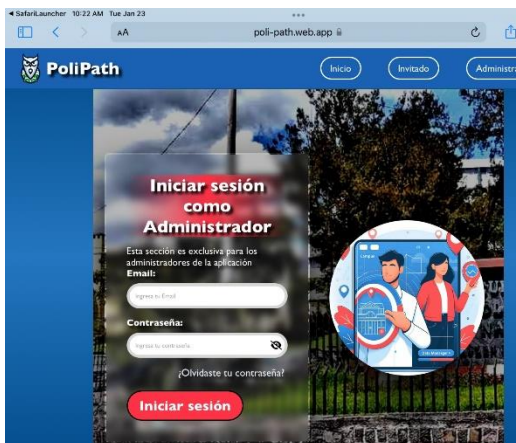 ◄ SafariLauncher 10:22 AM Tue Jan 23
AA
poli-path.web.app
PoliPath
Inicio
Invitado
Administra
Iniciar sesión
como
Administrador
Esta sección es exclusiva para los
administradores de la aplicación
Email:
Ingresa tu Email
Contraseña:
Ingresa tu contraseña
¿Olvidaste tu contraseña?
Iniciar sesión